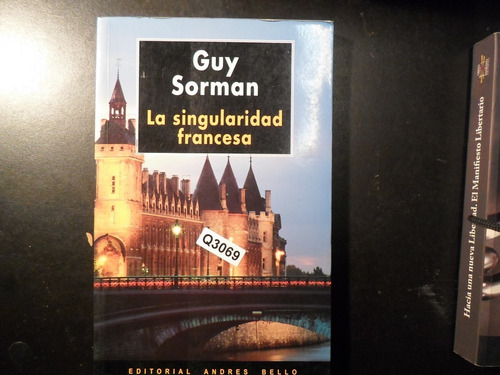 Guy
Sorman
La singularidad
francesa
Q3069
EDITORIAL ANDRES BELLO
Hacia una nueva Libertad. El Manifiesto Libertario